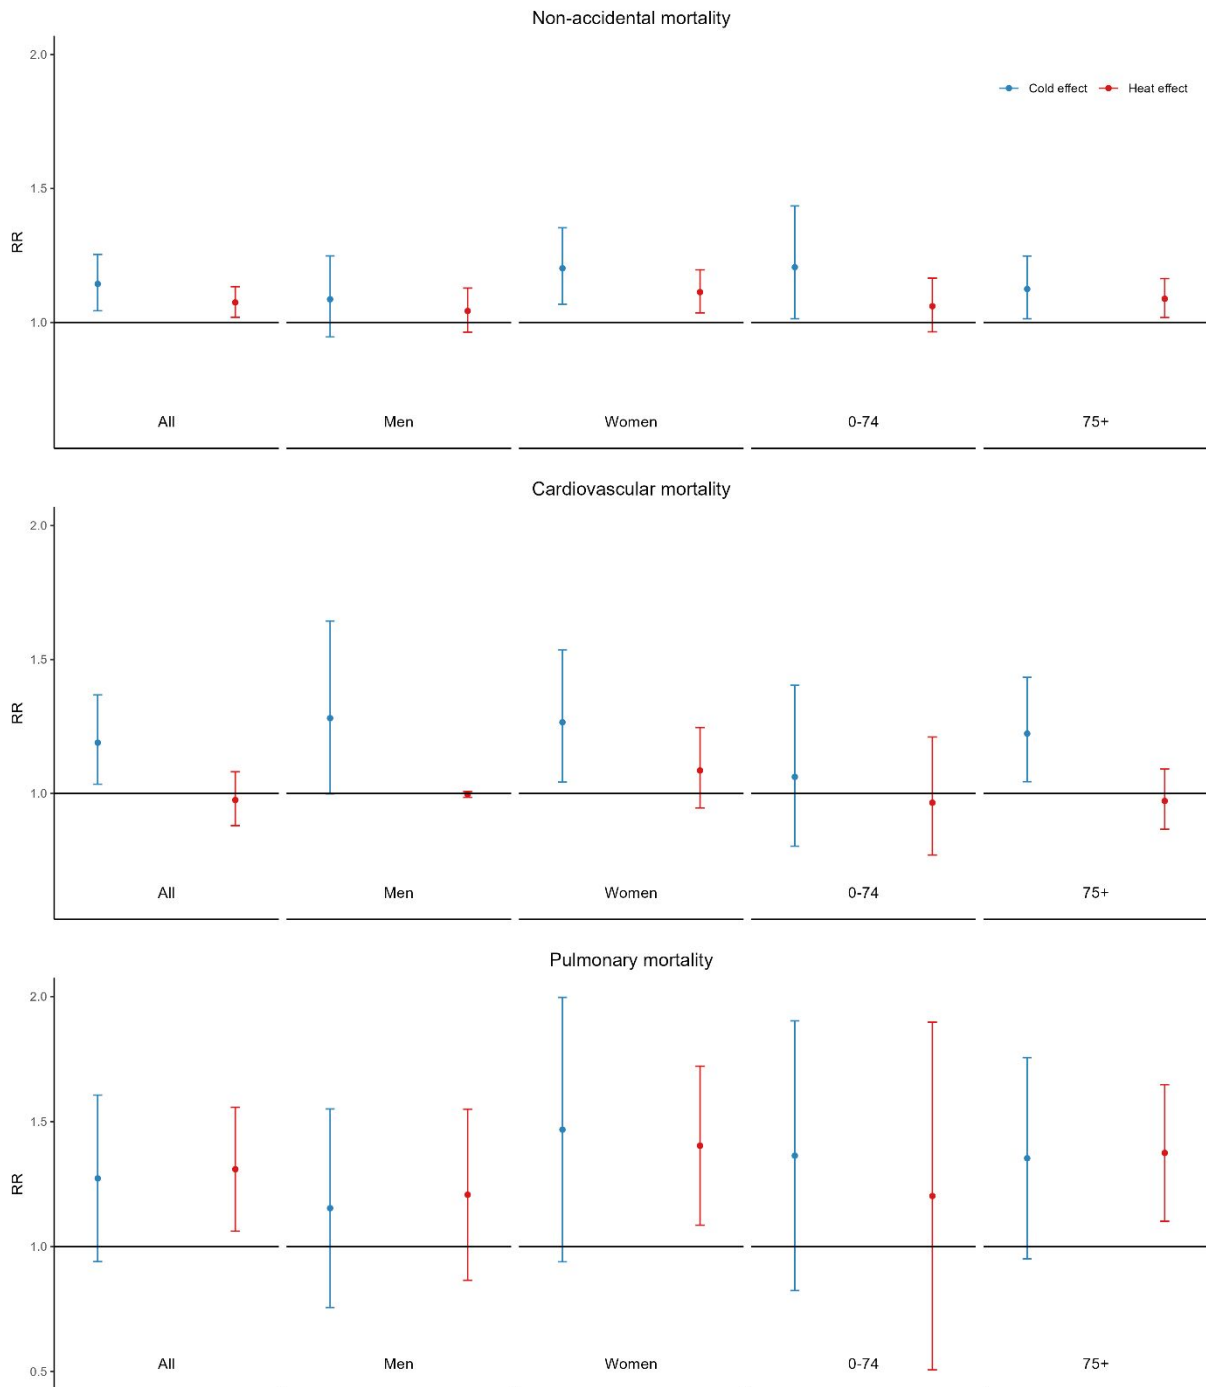 Non-accidental mortality
2.0
Cold effect Heat effect
1.5
RR
1.0
All Men Women 0-74 75+
Cardiovascular mortality
2.0
1.5
RR
1.0
All Men Women 0-74 75+
Pulmonary mortality
2.0
1.5
RR
1.0
All Men Women 0-74 75+
0.5